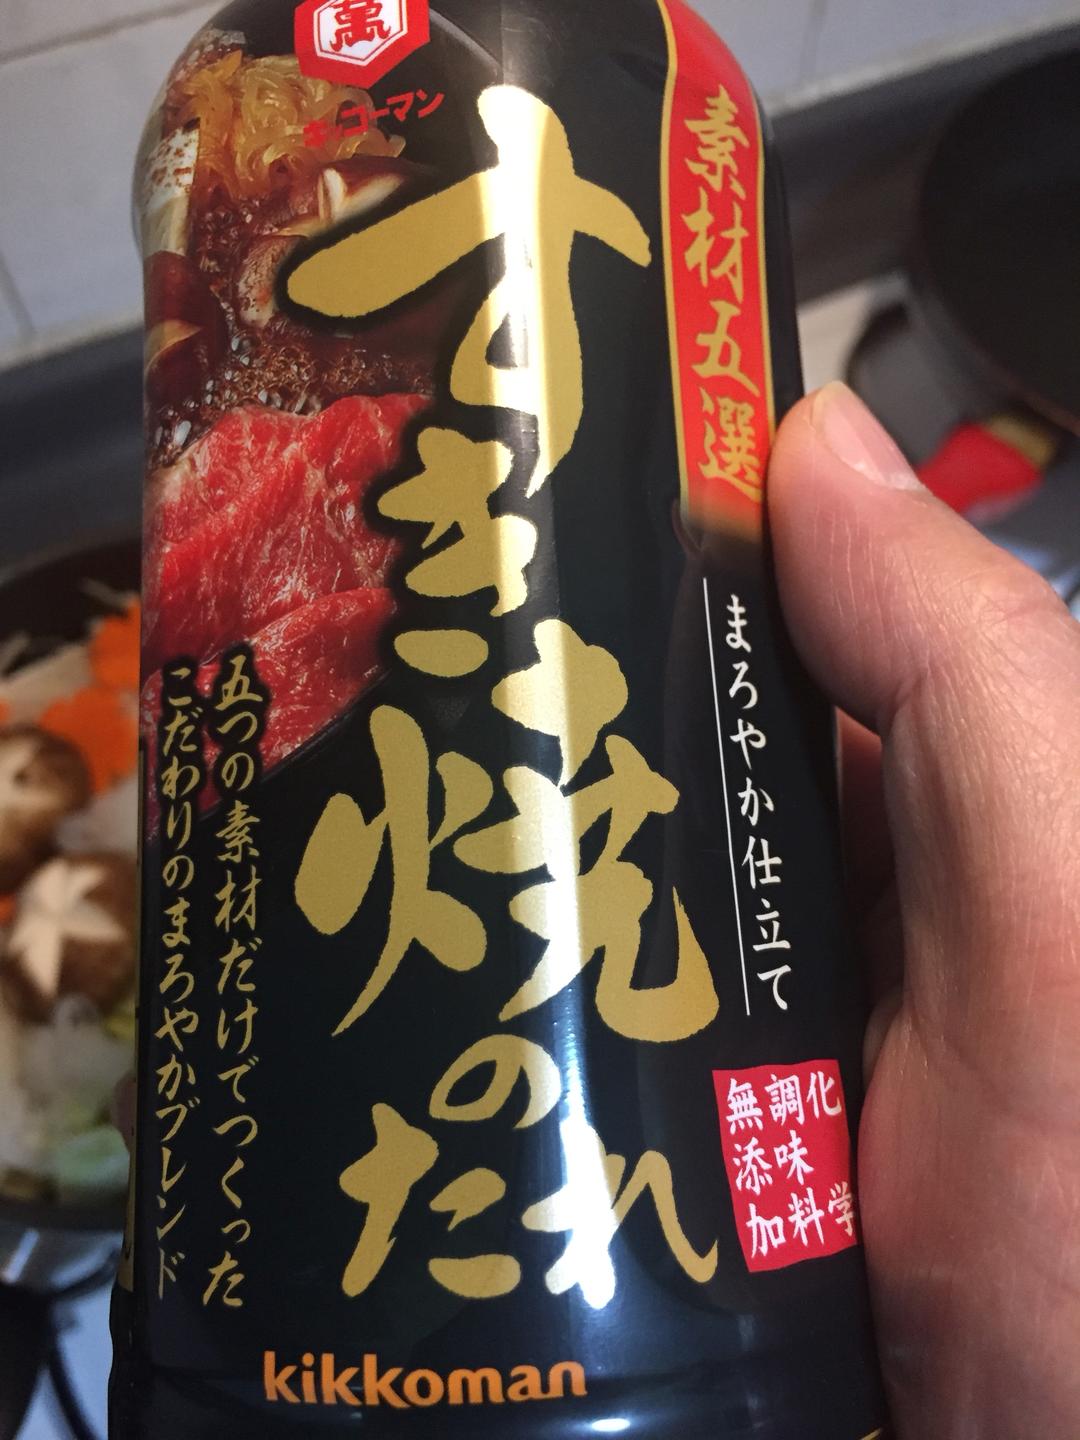 萬
キッコーマン
素材五選
すき焼のたれ
まろやか仕立て
化学
調味料
無添加
五つの素材だけでつくった
こだわりのまろやかブレンド
kikkoman